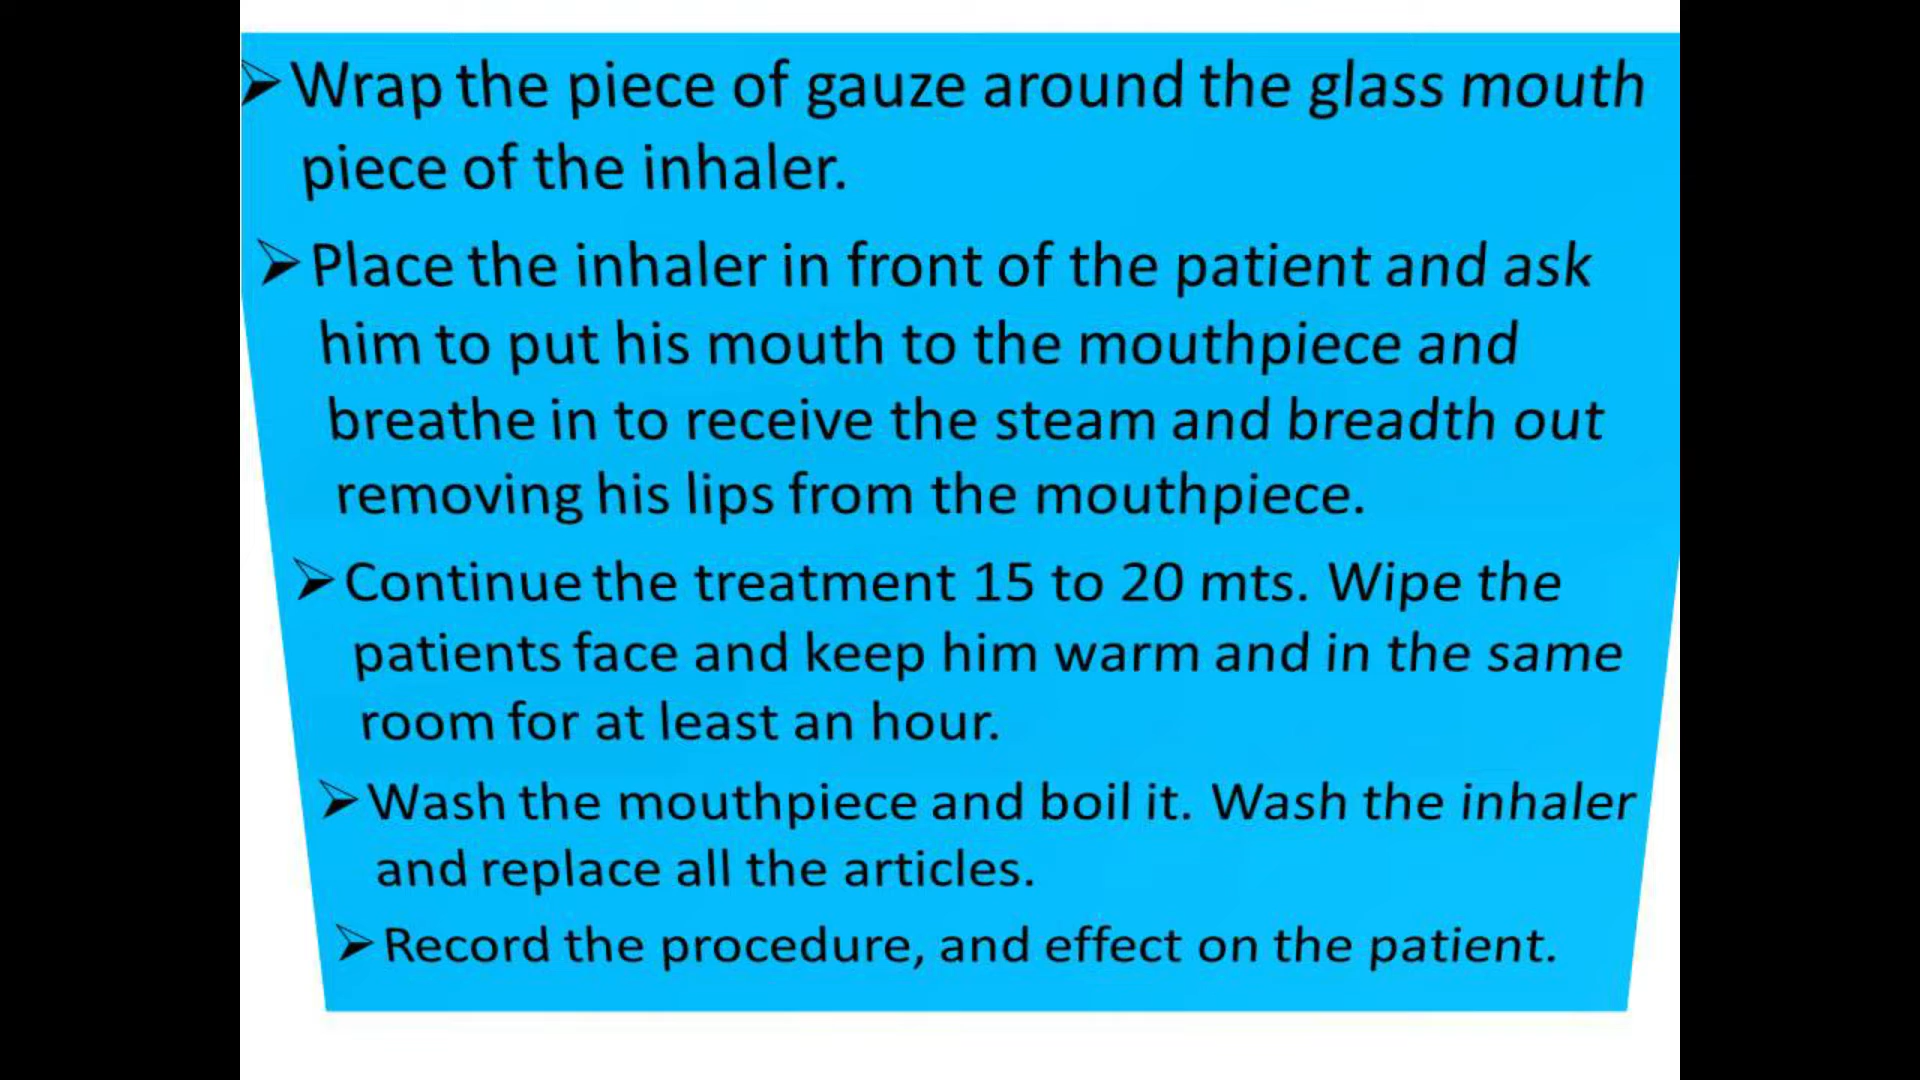 ➢Wrap the piece of gauze around the glass mouth
piece of the inhaler.
➢Place the inhaler in front of the patient and ask
him to put his mouth to the mouthpiece and
breathe in to receive the steam and breadth out
removing his lips from the mouthpiece.
➢Continue the treatment 15 to 20 mts. Wipe the
patients face and keep him warm and in the same
room for at least an hour.
➢Wash the mouthpiece and boil it. Wash the inhaler
and replace all the articles.
➢Record the procedure, and effect on the patient.